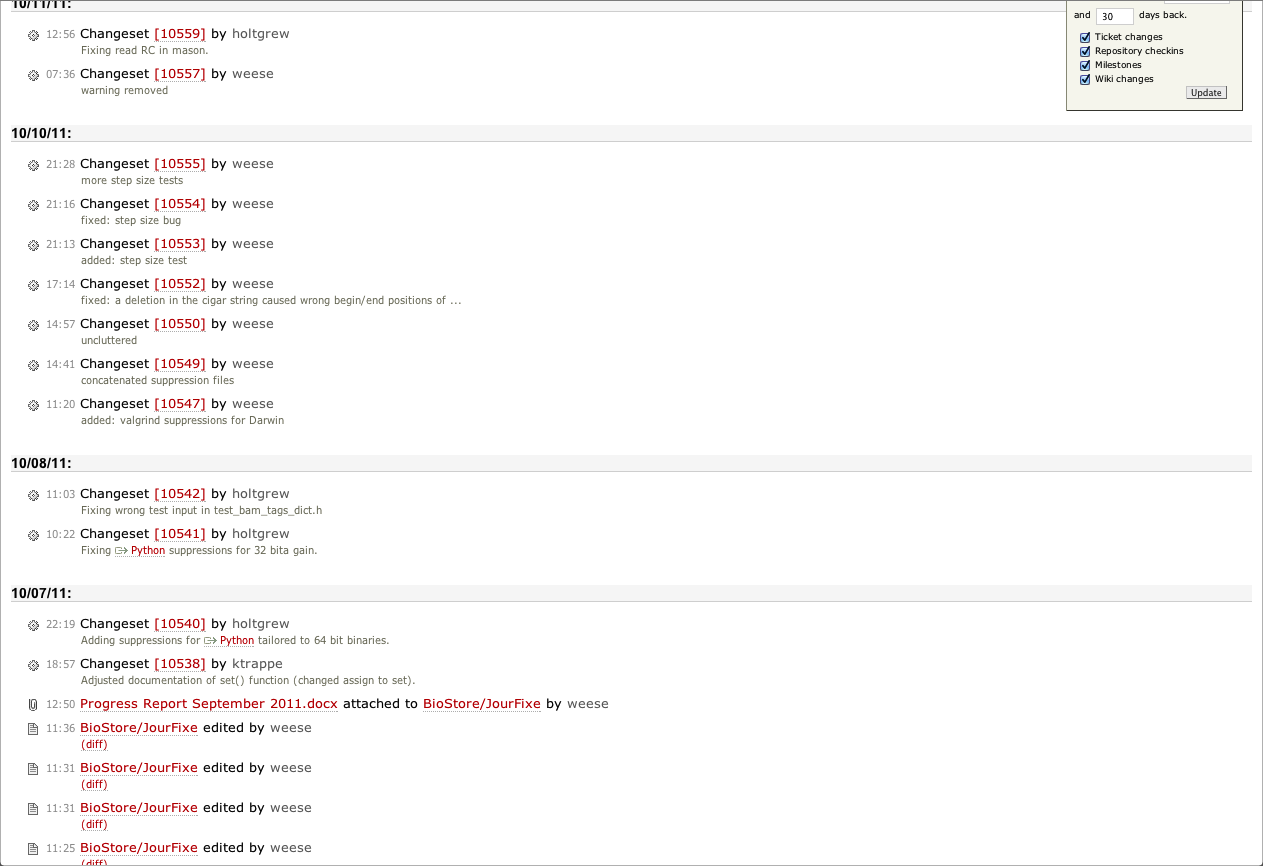 10/11/11:
and 30 days back.
Ticket changes
Repository checkins
Milestones
Wiki changes
Update
12:56 Changeset [10559] by holtgrew
Fixing read RC in mason.
07:36 Changeset [10557] by weese
warning removed
10/10/11:
21:28 Changeset [10555] by weese
more step size tests
21:16 Changeset [10554] by weese
fixed: step size bug
21:13 Changeset [10553] by weese
added: step size test
17:14 Changeset [10552] by weese
fixed: a deletion in the cigar string caused wrong begin/end positions of ...
14:57 Changeset [10550] by weese
uncluttered
14:41 Changeset [10549] by weese
concatenated suppression files
11:20 Changeset [10547] by weese
added: valgrind suppressions for Darwin
10/08/11:
11:03 Changeset [10542] by holtgrew
Fixing wrong test input in test_bam_tags_dict.h
10:22 Changeset [10541] by holtgrew
Fixing Python suppressions for 32 bita gain.
10/07/11:
22:19 Changeset [10540] by holtgrew
Adding suppressions for Python tailored to 64 bit binaries.
18:57 Changeset [10538] by ktrappe
Adjusted documentation of set() function (changed assign to set).
12:50 Progress Report September 2011.docx attached to BioStore/JourFixe by weese
11:36 BioStore/JourFixe edited by weese
(diff)
11:31 BioStore/JourFixe edited by weese
(diff)
11:31 BioStore/JourFixe edited by weese
(diff)
11:25 BioStore/JourFixe edited by weese
(diff)